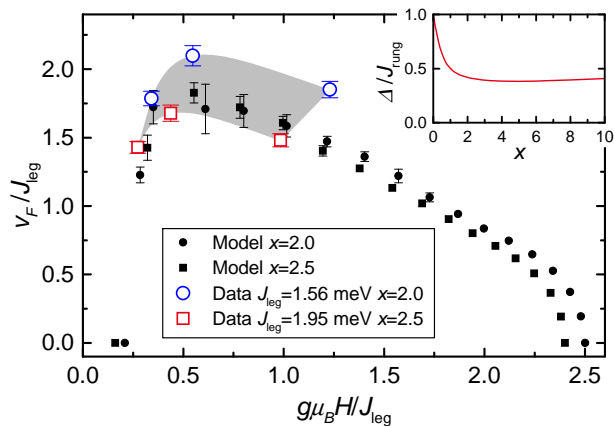 2.5
2.0
1.5
1.0
0.5
0.0
v_F/J_leg
1.0
0.5
0.0
Δ/J_rung
0 2 4 6 8 10
x
Model x=2.0
Model x=2.5
Data J_leg=1.56 meV x=2.0
Data J_leg=1.95 meV x=2.5
0.0 0.5 1.0 1.5 2.0 2.5
gμ_BH/J_leg